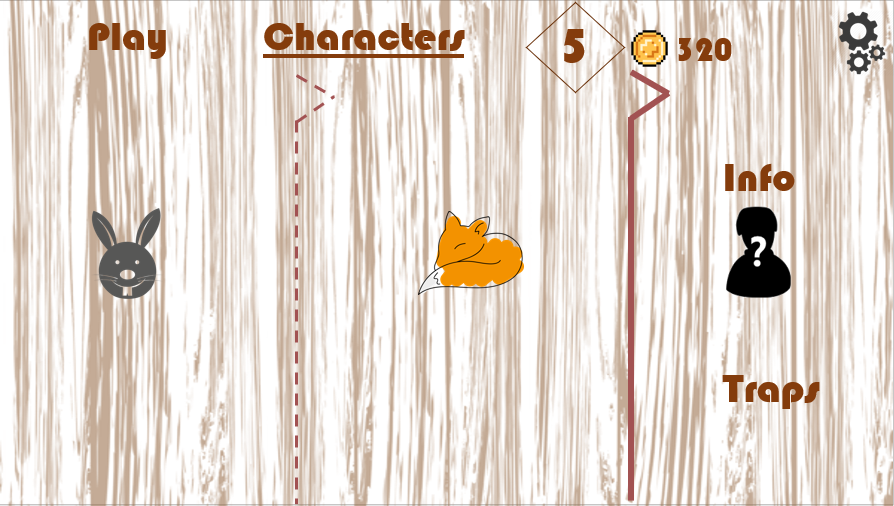 Play
Characters
5
320
Info
?
Traps